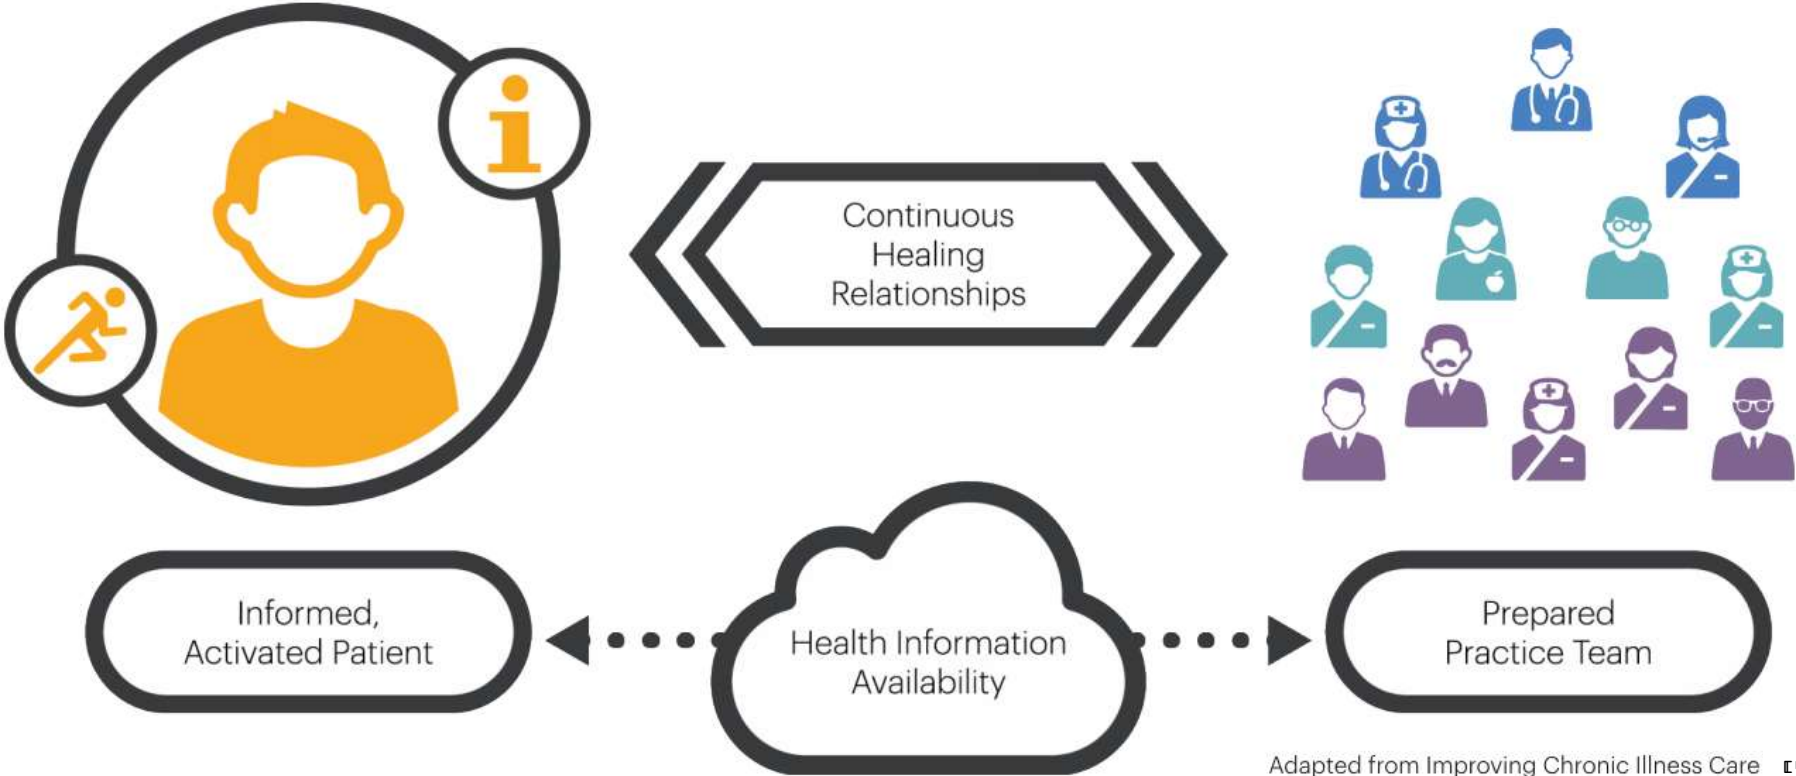 Continuous
Healing
Relationships
Informed,
Activated Patient
Health Information
Availability
Prepared
Practice Team
Adapted from Improving Chronic Illness Care